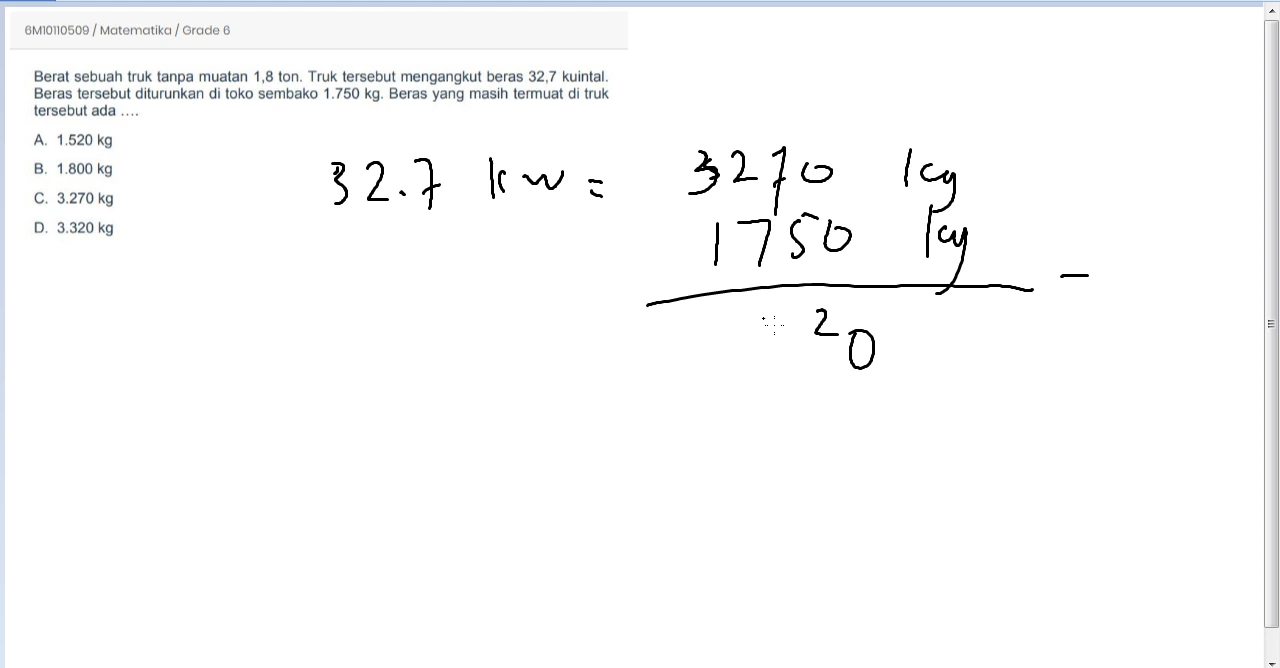 6M10110509 / Matematika / Grade 6
Berat sebuah truk tanpa muatan 1,8 ton. Truk tersebut mengangkut beras 32,7 kuintal.
Beras tersebut diturunkan di toko sembako 1.750 kg. Beras yang masih termuat di truk
tersebut ada ....
A. 1.520 kg
B. 1.800 kg
C. 3.270 kg
D. 3.320 kg
32.7 kw = 3270 kg
1750 kg
-
20